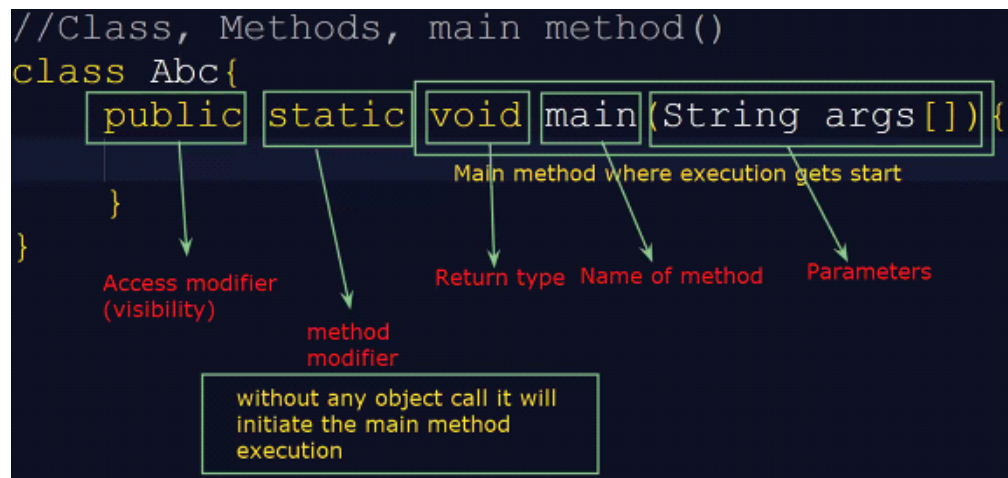 //Class, Methods, main method()
class Abc{
public static void main(String args[]){
Main method where execution gets start
}
}
Access modifier
(visibility)
Return type
Name of method
Parameters
method
modifier
without any object call it will
initiate the main method
execution